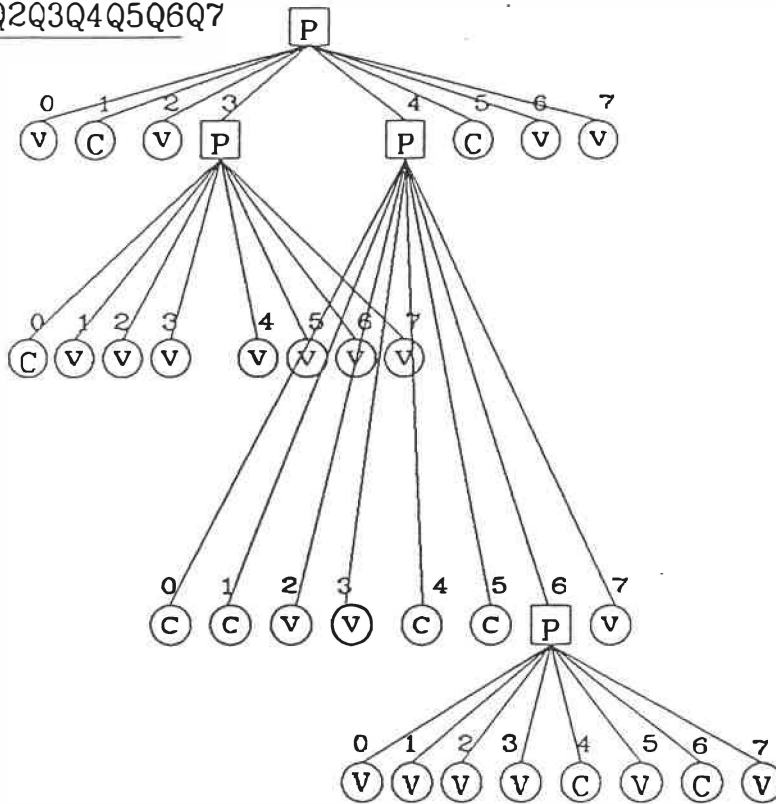 Q2Q3Q4Q5Q6Q7
P
0 1 2 3 4 5 6 7
V C V P P C V V
0 1 2 3 4 5 6 7
C V V V V V V V
0 1 2 3 4 5 6 7
C C V V C C P V
0 1 2 3 4 5 6 7
V V V V C V C V